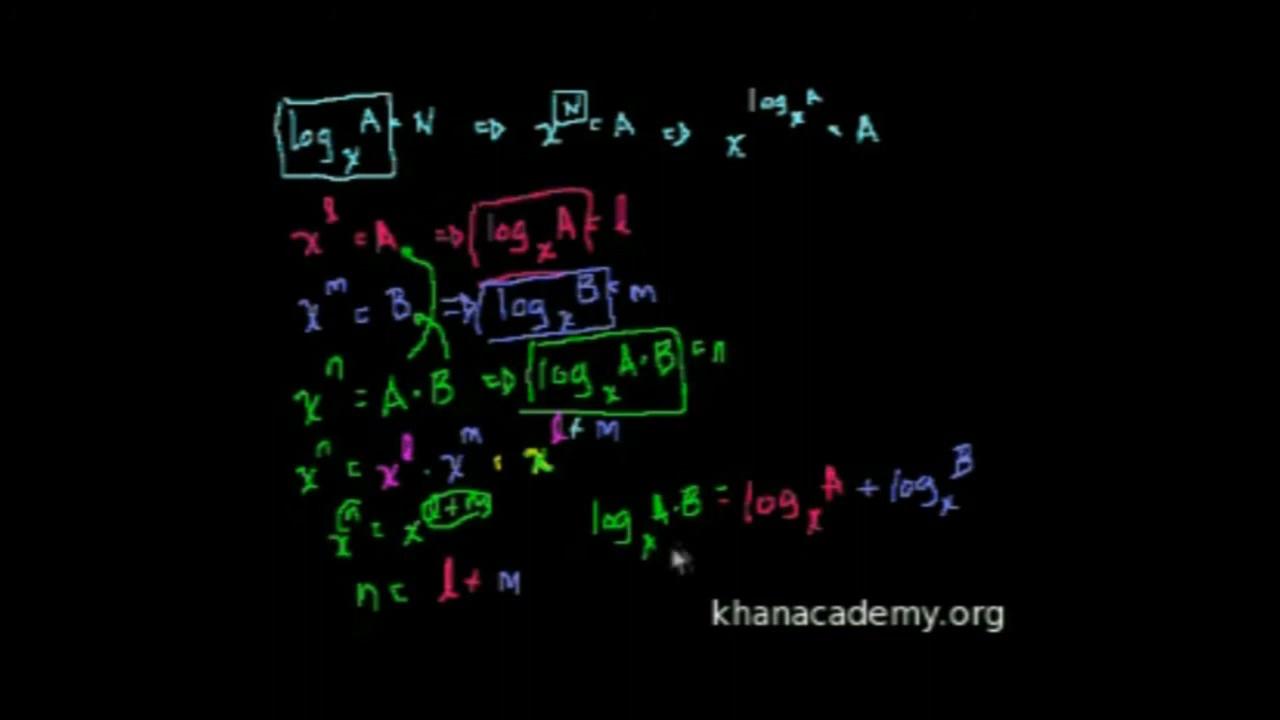 log_x A = N ⇒ x^N = A ⇒ x^(log_x A) = A
x^l = A ⇒ log_x A = l
x^m = B ⇒ log_x B = m
x^n = A·B ⇒ log_x A·B = n
x^n = x^l · x^m = x^(l+m)
x^n = x^(l+m)
log_x A·B = log_x A + log_x B
n = l + m
khanacademy.org